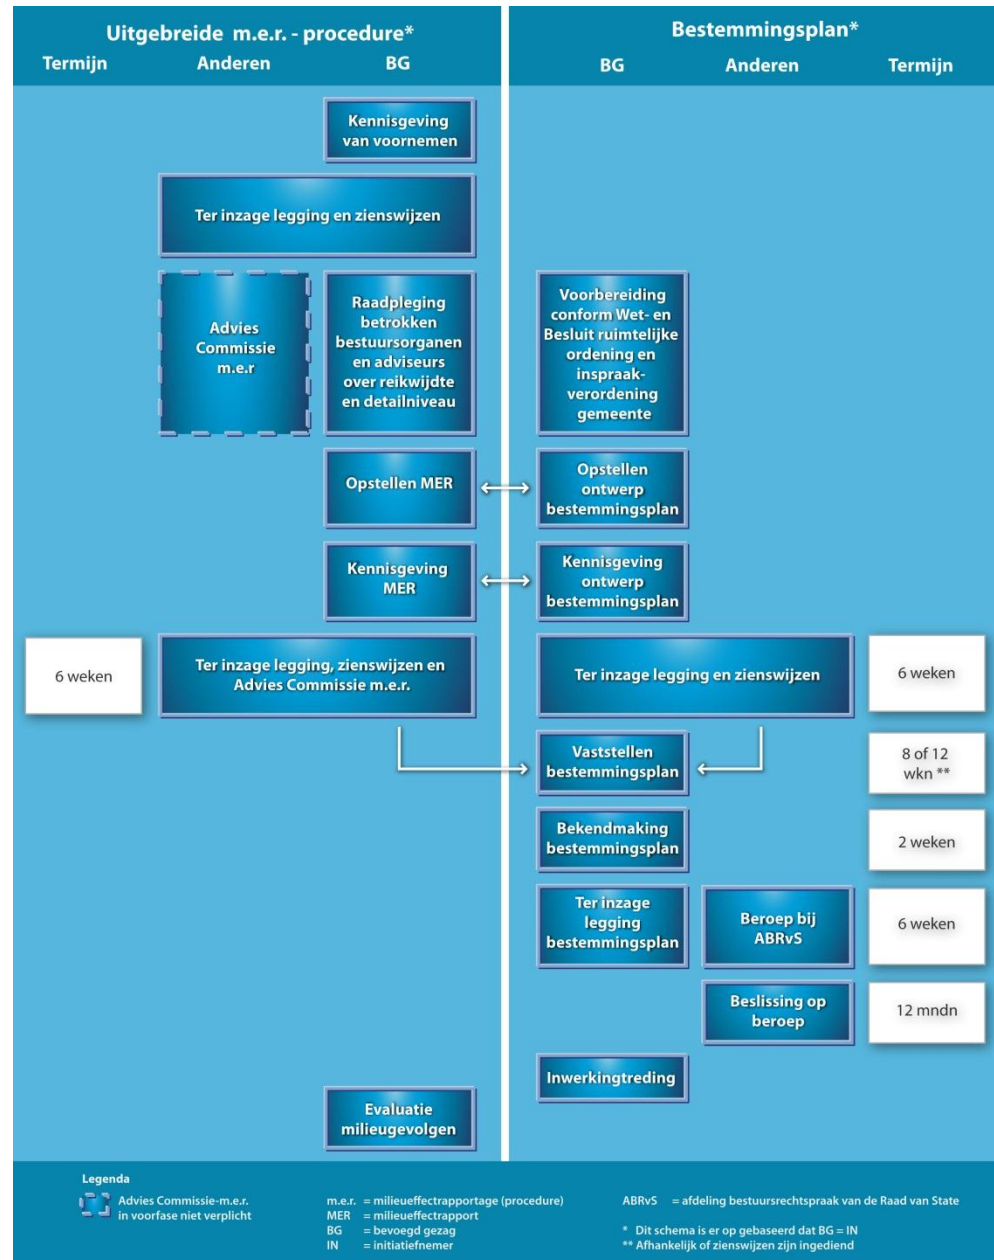 Uitgebreide m.e.r. - procedure*
Termijn Anderen BG
Bestemmingsplan*
BG Anderen Termijn
Kennisgeving
van voornemen
Ter inzage legging en zienswijzen
Advies
Commissie
m.e.r
Raadpleging
betrokken
bestuursorganen
en adviseurs
over reikwijdte
en detailniveau
Voorbereiding
conform Wet- en
Besluit ruimtelijke
ordening en
inspraak-
verordening
gemeente
Opstellen MER
Opstellen
ontwerp
bestemmingsplan
Kennisgeving
MER
Kennisgeving
ontwerp
bestemmingsplan
6 weken
Ter inzage legging, zienswijzen en
Advies Commissie m.e.r.
Ter inzage legging en zienswijzen
6 weken
Vaststellen
bestemmingsplan
8 of 12
wkn **
Bekendmaking
bestemmingsplan
2 weken
Ter inzage
legging
bestemmingsplan
Beroep bij
ABRvS
6 weken
Beslissing op
beroep
12 mndn
Inwerkingtreding
Evaluatie
milieugevolgen
Legenda
Advies Commissie-m.e.r.
in voorfase niet verplicht
m.e.r. = milieueffectrapportage (procedure)
MER = milieueffectrapport
BG = bevoegd gezag
IN = initiatiefnemer
ABRvS = afdeling bestuursrechtspraak van de Raad van State
* Dit schema is er op gebaseerd dat BG = IN
** Afhankelijk of zienswijzen zijn ingediend